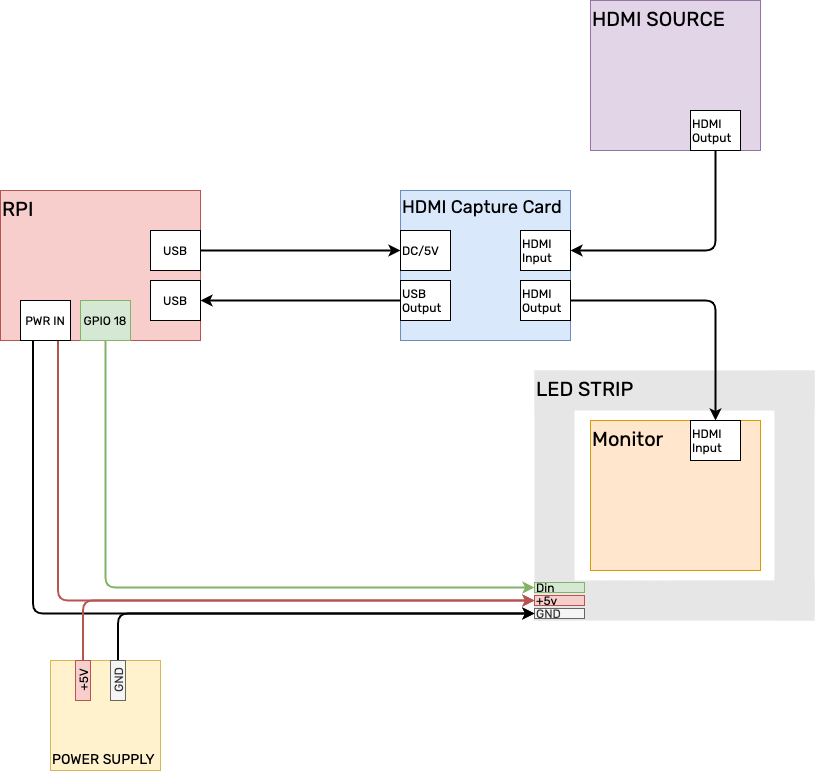 HDMI SOURCE
HDMI
Output
RPI
HDMI Capture Card
USB
DC/5V
HDMI
Input
USB
USB
Output
HDMI
Output
PWR IN
GPIO 18
LED STRIP
Monitor
HDMI
Input
Din
+5v
GND
+5V
GND
POWER SUPPLY